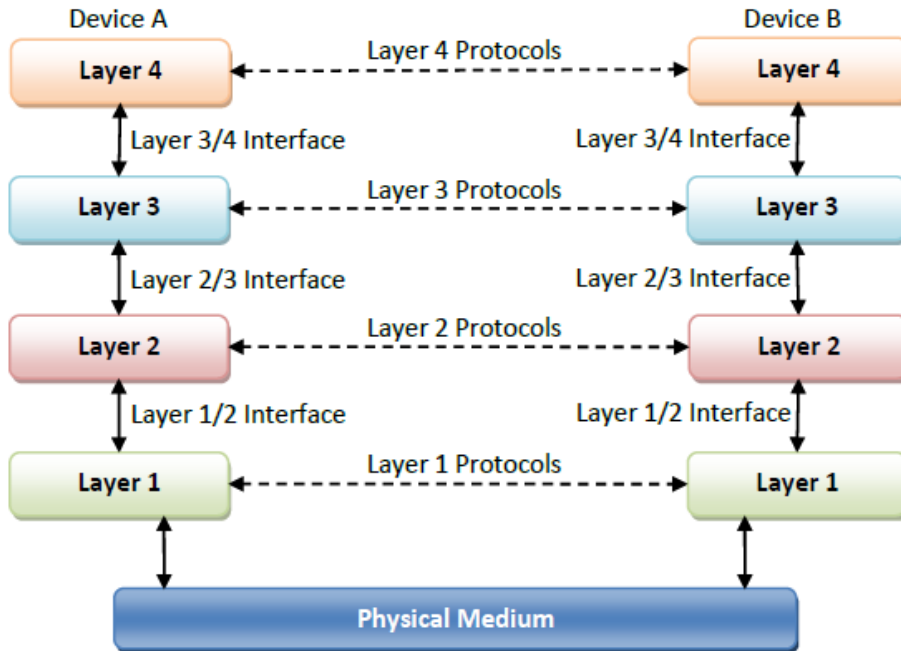 Device A
Device B
Layer 4
Layer 4 Protocols
Layer 4
Layer 3/4 Interface
Layer 3/4 Interface
Layer 3
Layer 3 Protocols
Layer 3
Layer 2/3 Interface
Layer 2/3 Interface
Layer 2
Layer 2 Protocols
Layer 2
Layer 1/2 Interface
Layer 1/2 Interface
Layer 1
Layer 1 Protocols
Layer 1
Physical Medium